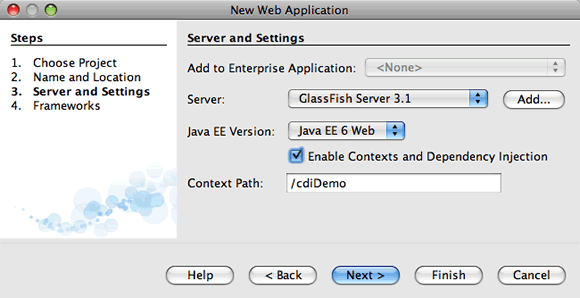 New Web Application
Steps
1. Choose Project
2. Name and Location
3. Server and Settings
4. Frameworks
Server and Settings
Add to Enterprise Application: <None>
Server: GlassFish Server 3.1 Add...
Java EE Version: Java EE 6 Web
Enable Contexts and Dependency Injection
Context Path: /cdiDemo
Help < Back Next > Finish Cancel